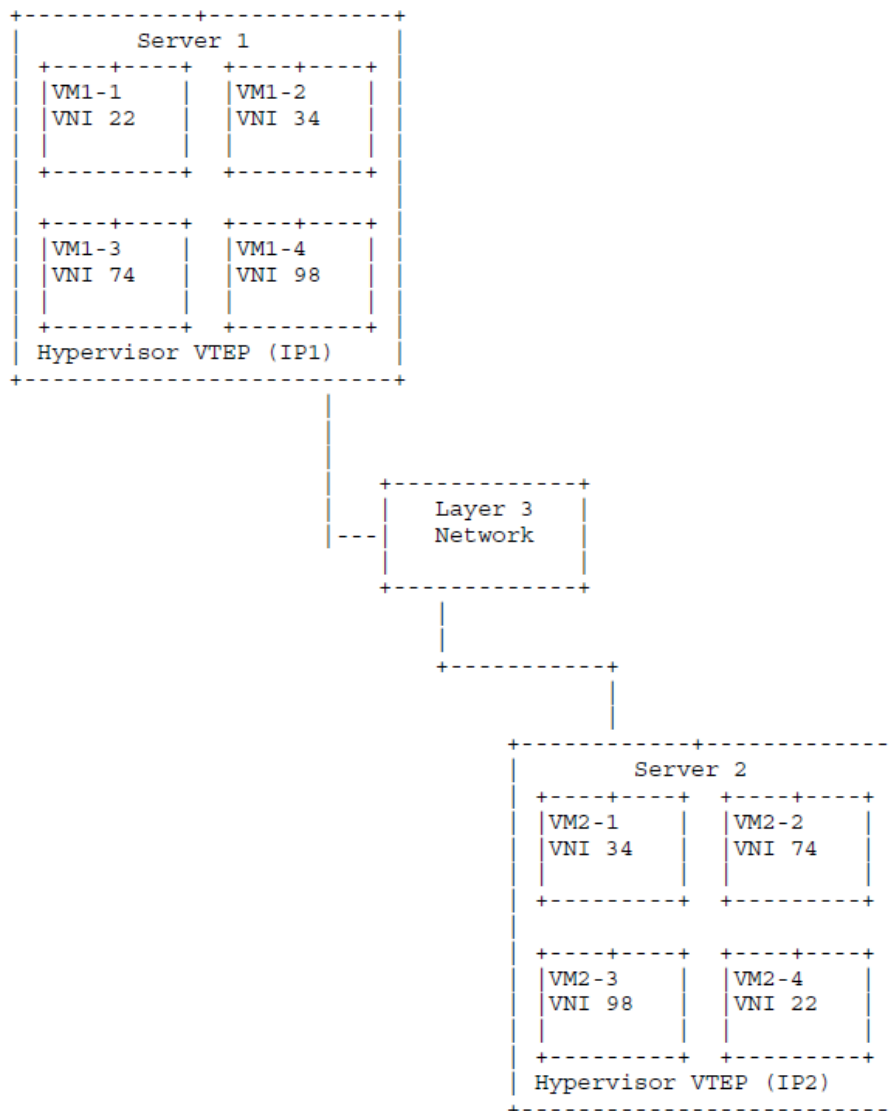 Server 1
VM1-1 VM1-2
VNI 22 VNI 34
VM1-3 VM1-4
VNI 74 VNI 98
Hypervisor VTEP (IP1)
Layer 3
Network
Server 2
VM2-1 VM2-2
VNI 34 VNI 74
VM2-3 VM2-4
VNI 98 VNI 22
Hypervisor VTEP (IP2)